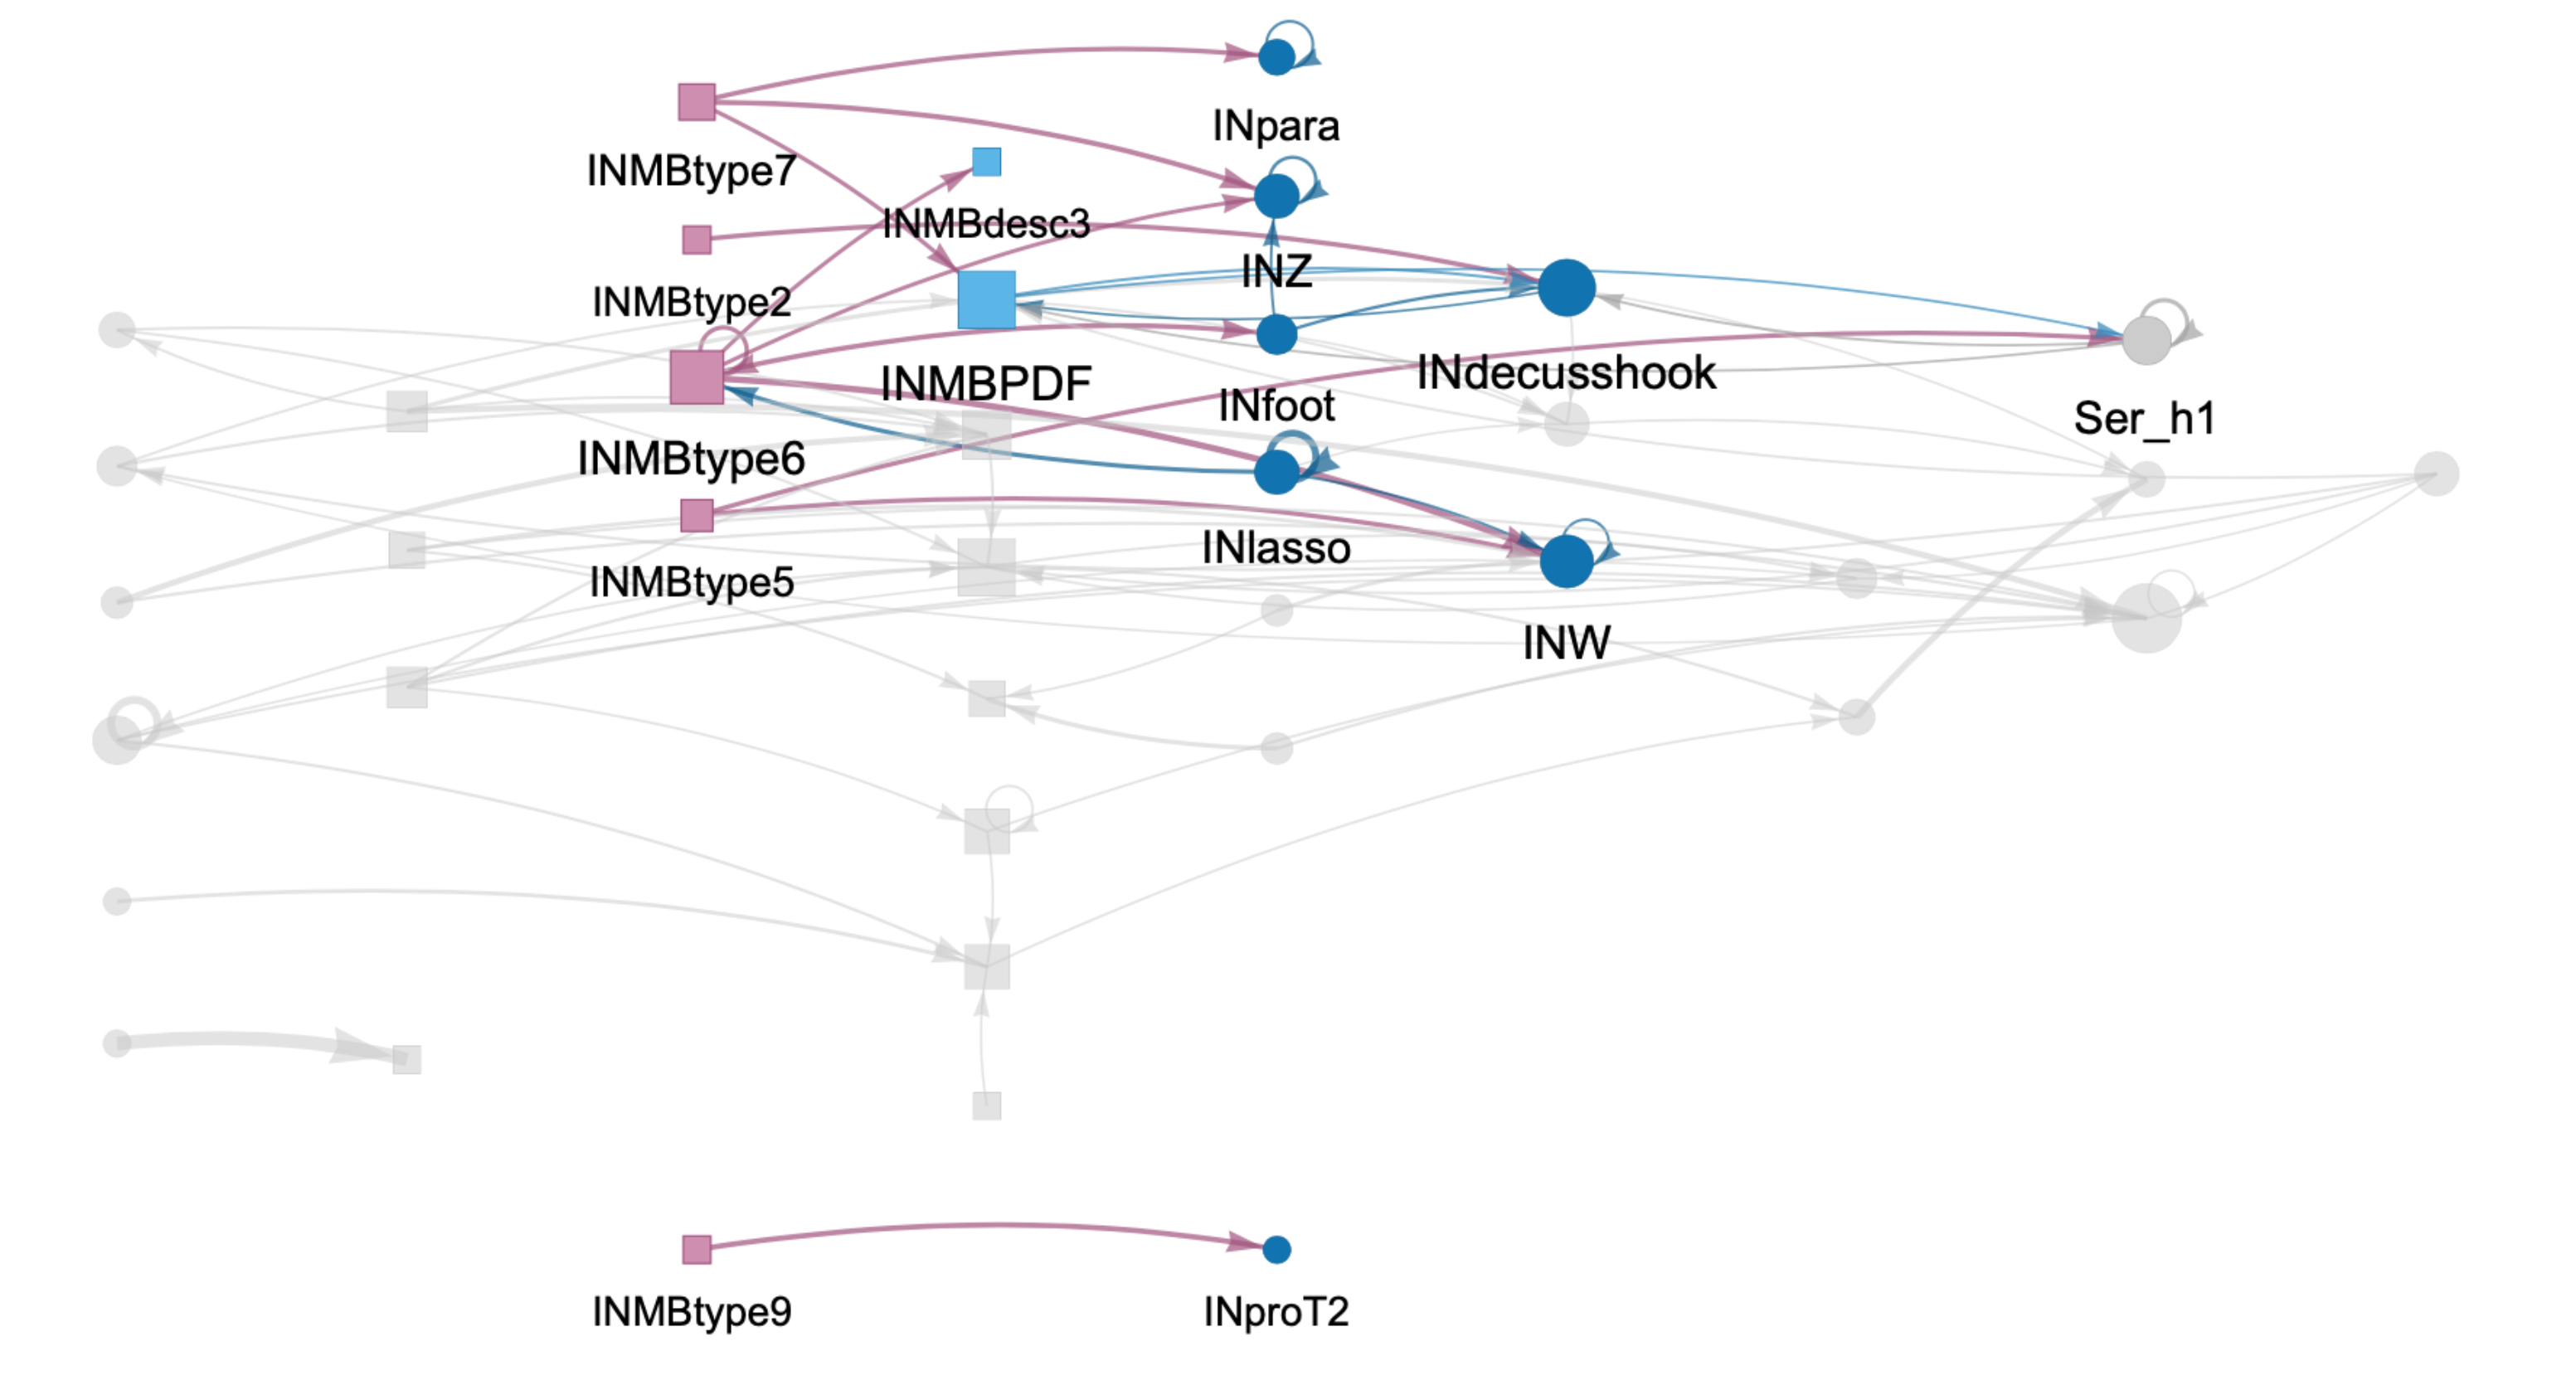 INpara
INMBtype7
INMBdesc3
INZ
INMBtype2
INdecusshook
INMBPDF
INfoot
Ser_h1
INMBtype6
INlasso
INMBtype5
INW
INMBtype9
INproT2